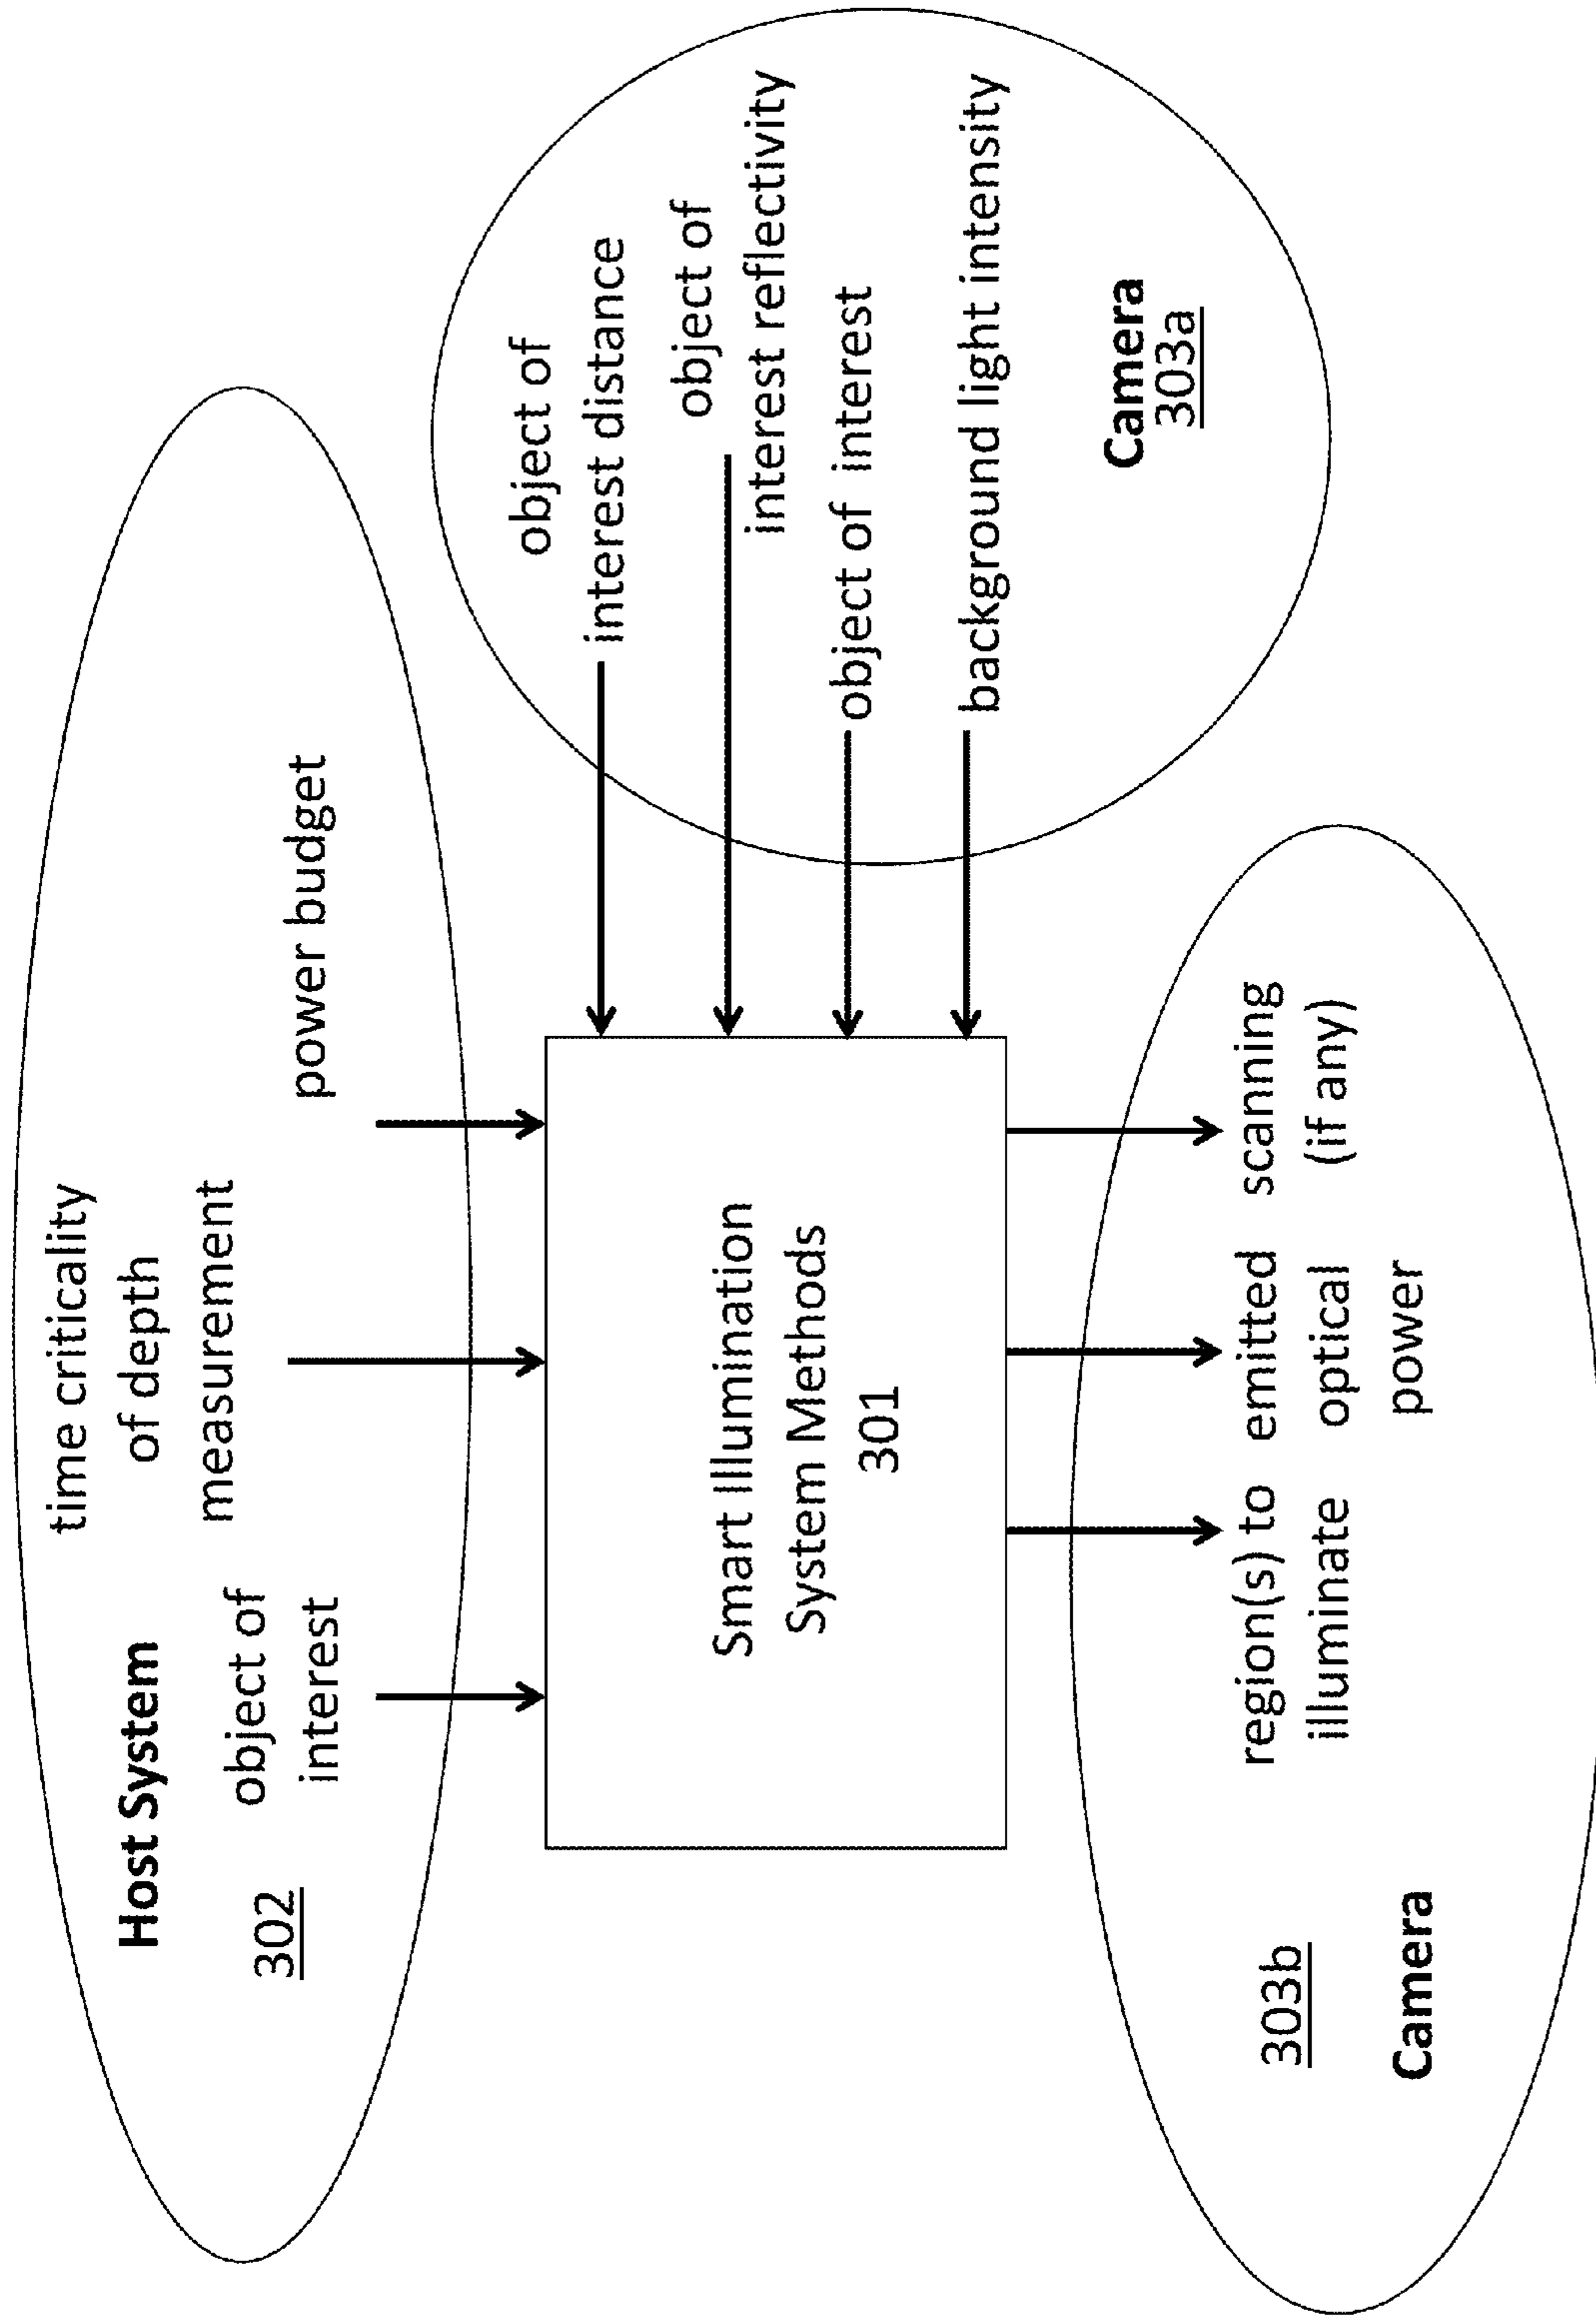 Host System
302
object of
interest
time criticality
of depth
measurement
power budget
Smart Illumination
System Methods
301
object of
interest distance
object of
interest reflectivity
object of interest
background light intensity
Camera
303a
303b
Camera
region(s) to
illuminate
emitted
optical
power
scanning
(if any)